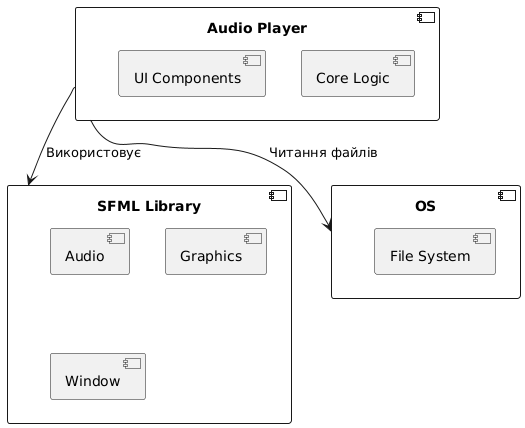 Audio Player
UI Components
Core Logic
Використовує
Читання файлів
SFML Library
Audio
Graphics
Window
OS
File System